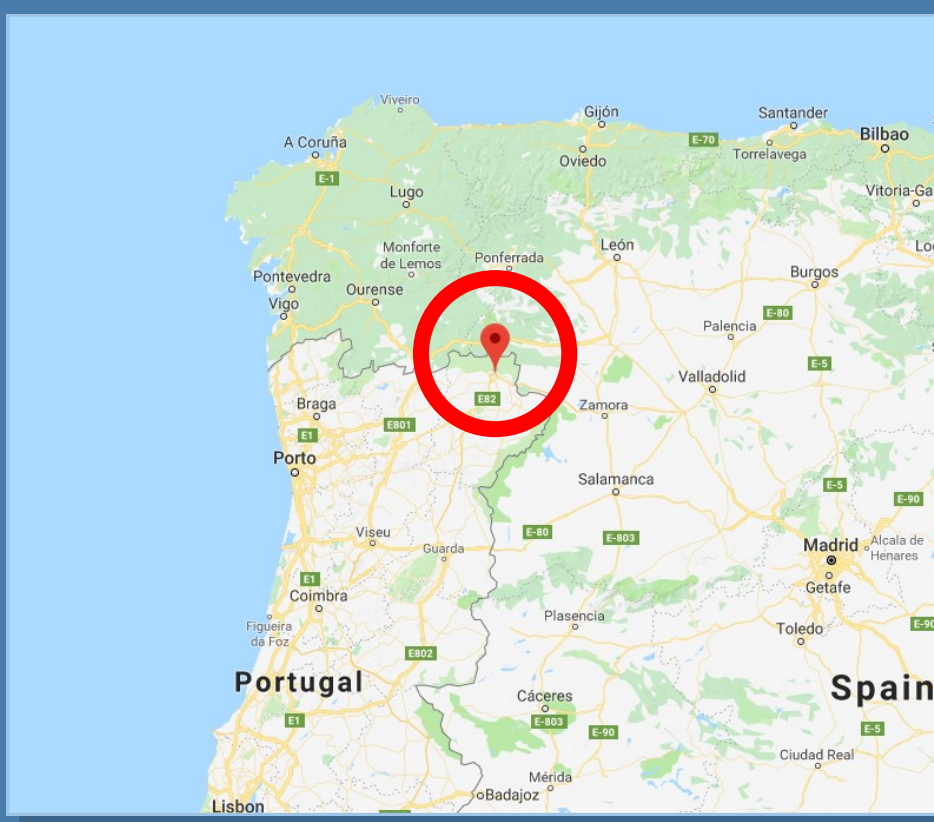 Viveiro
Gijón
Santander
A Coruña
Bilbao
E-70
Oviedo
Torrelavega
E-1
Lugo
Vitoria-Ga
Monforte
de Lemos
León
Ponferrada
Pontevedra
Burgos
Orense
Vigo
E-80
Palencia
E-5
Valladolid
E82
Braga
Zamora
E801
E1
Porto
Salamanca
E-5
E-90
Viseu
E-80
E-803
Guarda
Madrid
Alcala de
Henares
E1
Coimbra
Getafe
Plasencia
Figueira
da Foz
Toledo
E-90
E802
Portugal
Spain
Cáceres
E1
E-803
E-90
E-5
Ciudad Real
Mérida
Badajoz
Lisbon